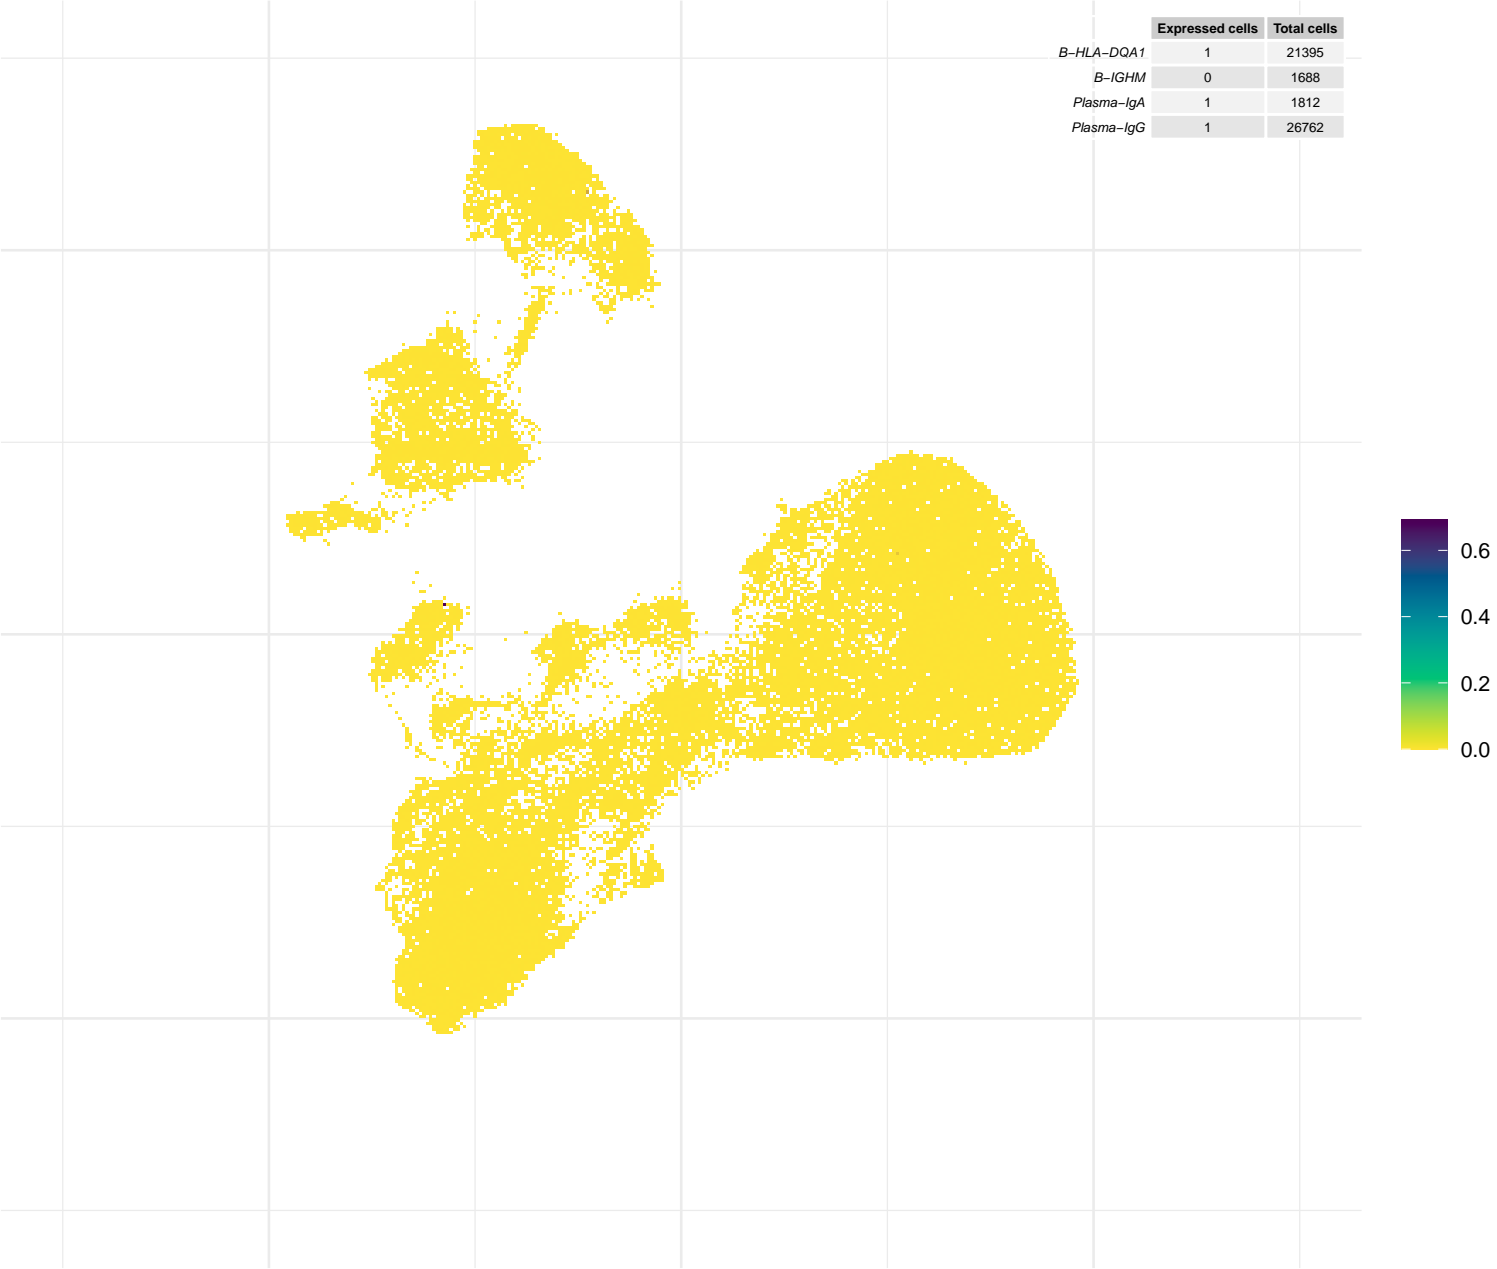 Expressed cells Total cells
B−HLA−DQA1 1 21395
B−IGHM 0 1688
Plasma−IgA 1 1812
Plasma−IgG 1 26762
0.6
0.4
0.2
0.0